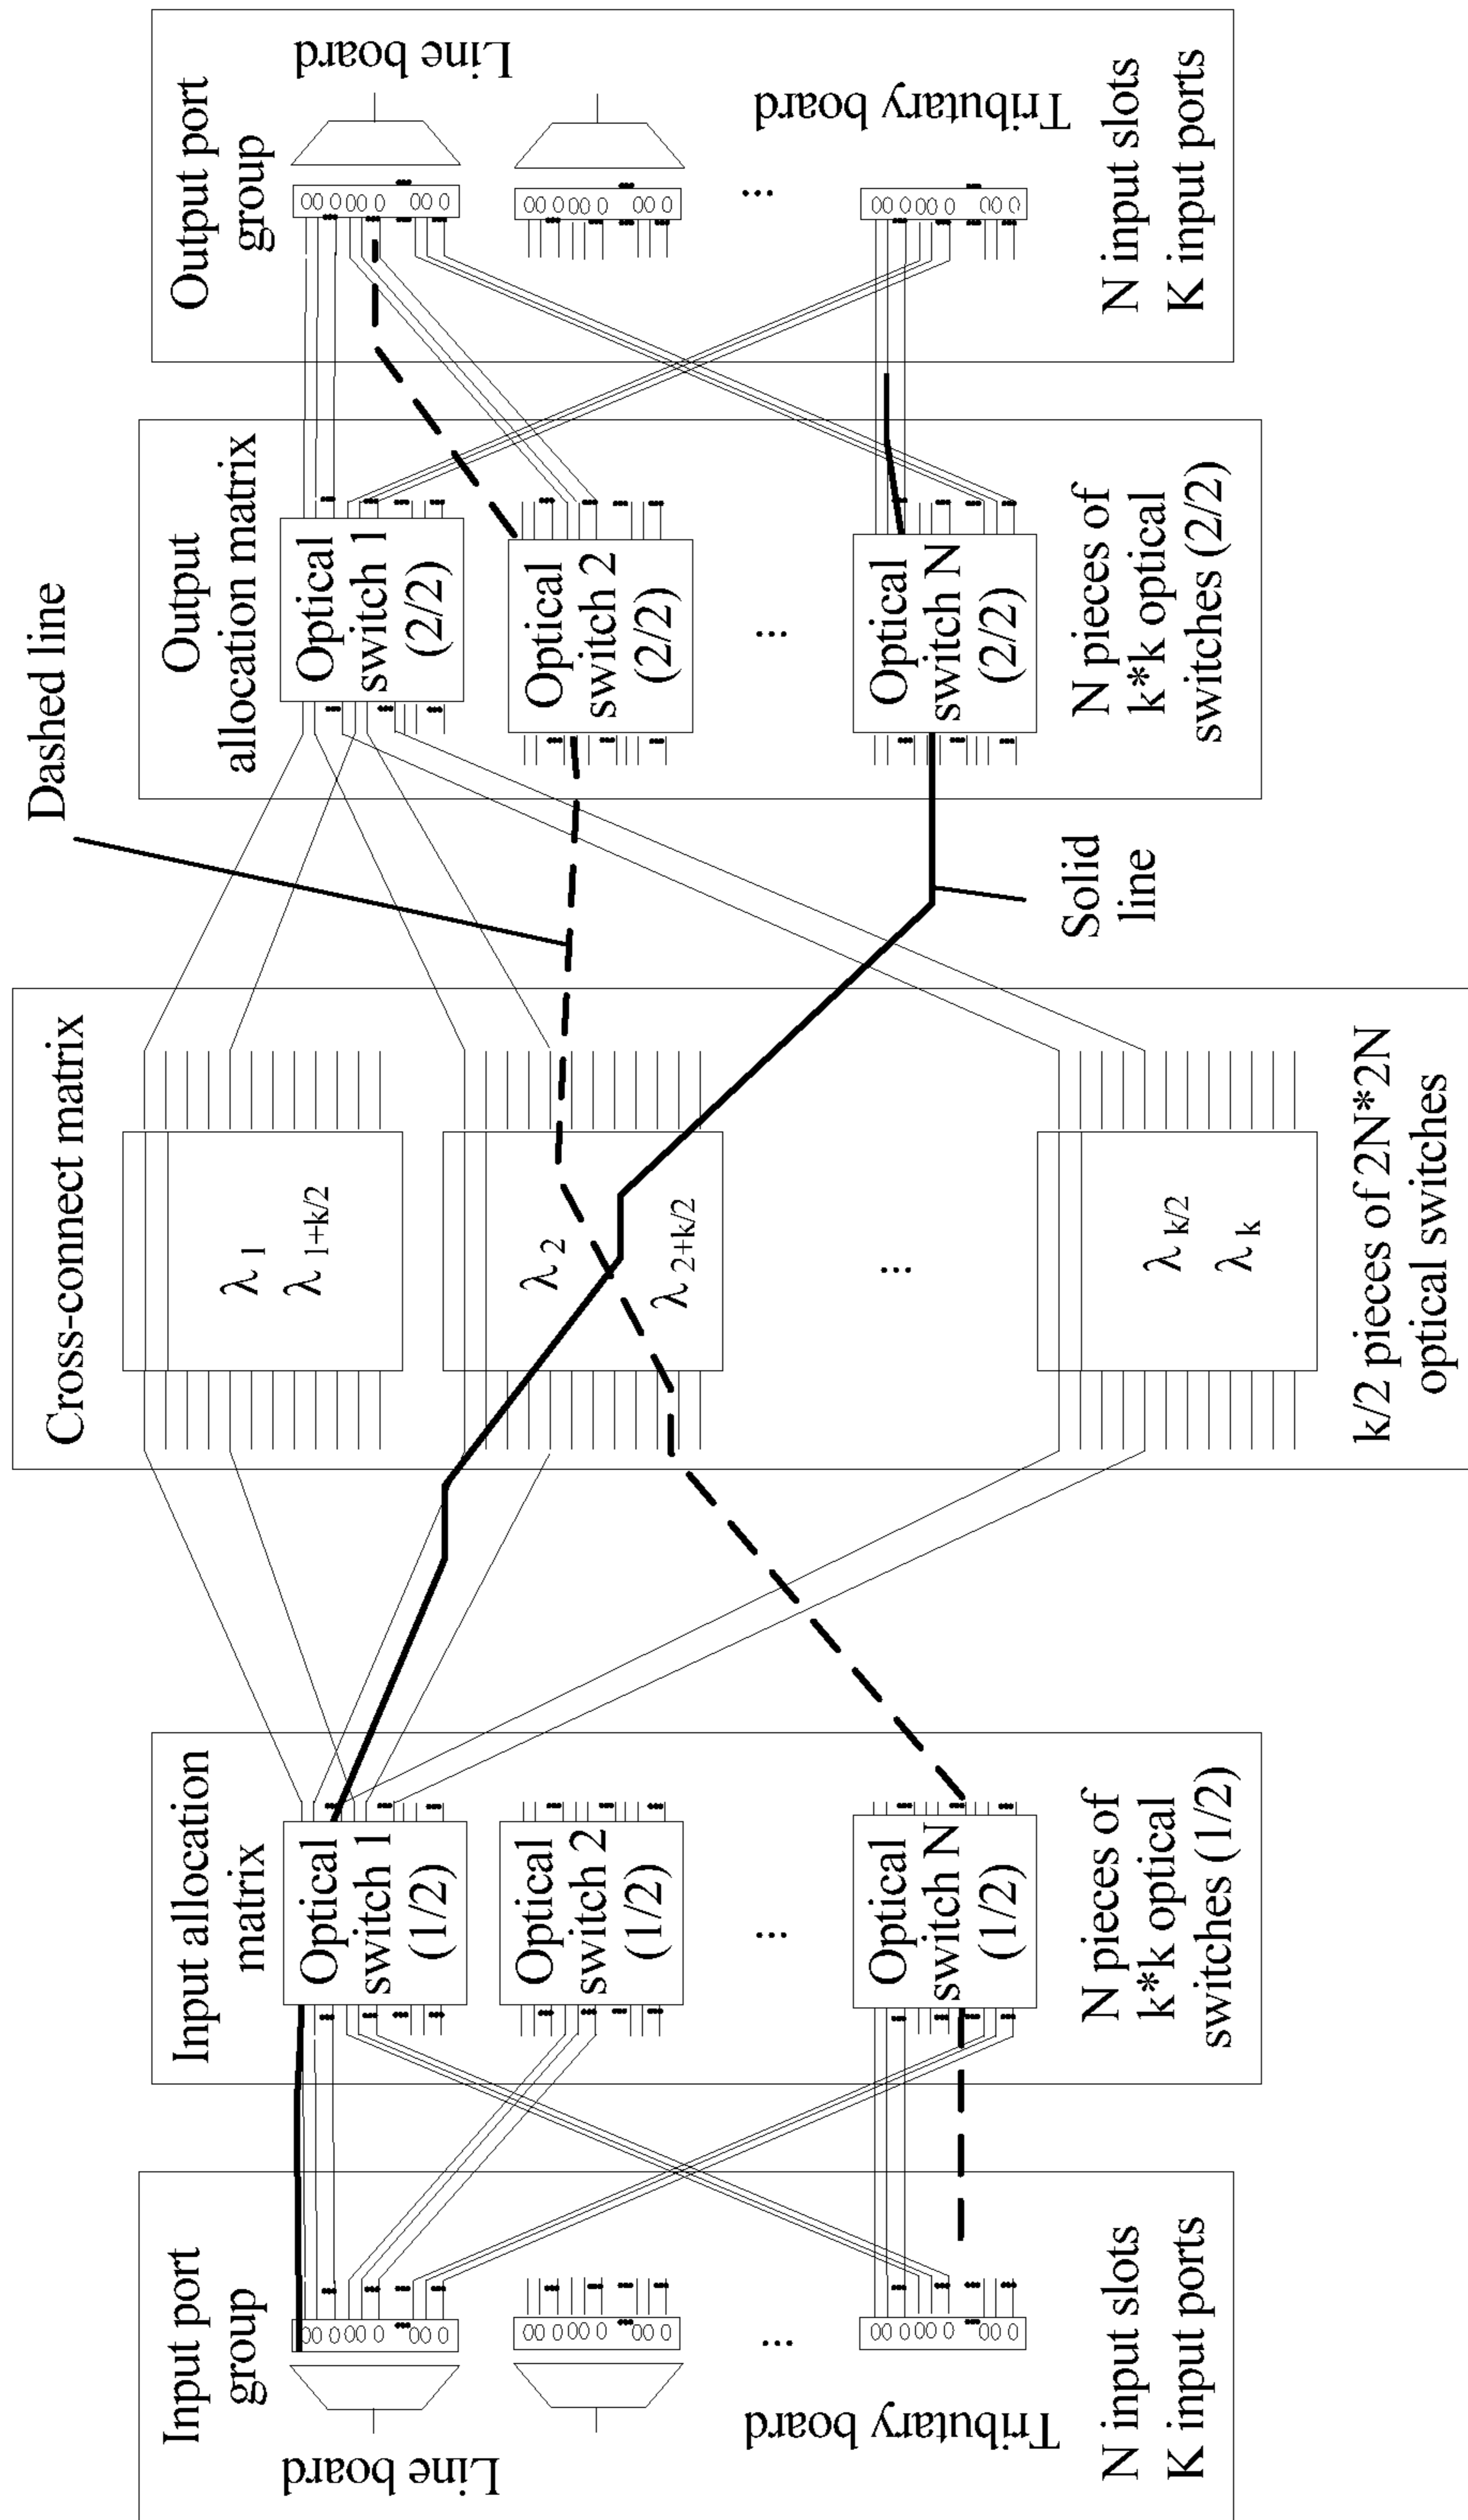 Input port
group
Line board
Tributary board
N input slots
K input ports
Input allocation
matrix
Optical
switch 1
(1/2)
Optical
switch 2
(1/2)
...
Optical
switch N
(1/2)
N pieces of
k*k optical
switches (1/2)
Cross-connect matrix
λ 1
λ 1+k/2
λ 2
λ 2+k/2
...
λ k/2
λ k
k/2 pieces of 2N*2N
optical switches
Dashed line
Solid
line
Output
allocation matrix
Optical
switch 1
(2/2)
Optical
switch 2
(2/2)
...
Optical
switch N
(2/2)
N pieces of
k*k optical
switches (2/2)
Output port
group
Line board
Tributary board
...
N input slots
K input ports